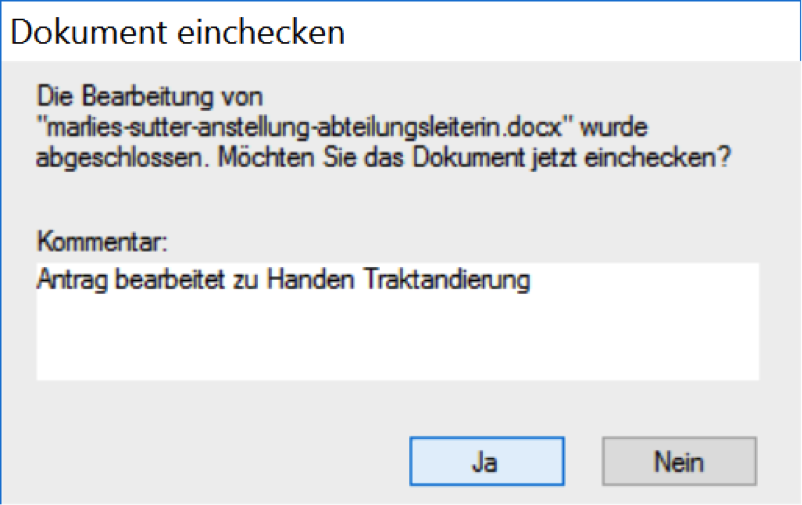 Dokument einchecken
Die Bearbeitung von
"marlies-sutter-anstellung-abteilungsleiterin.docx" wurde
abgeschlossen. Möchten Sie das Dokument jetzt einchecken?
Kommentar:
Antrag bearbeitet zu Handen Traktandierung
Ja
Nein